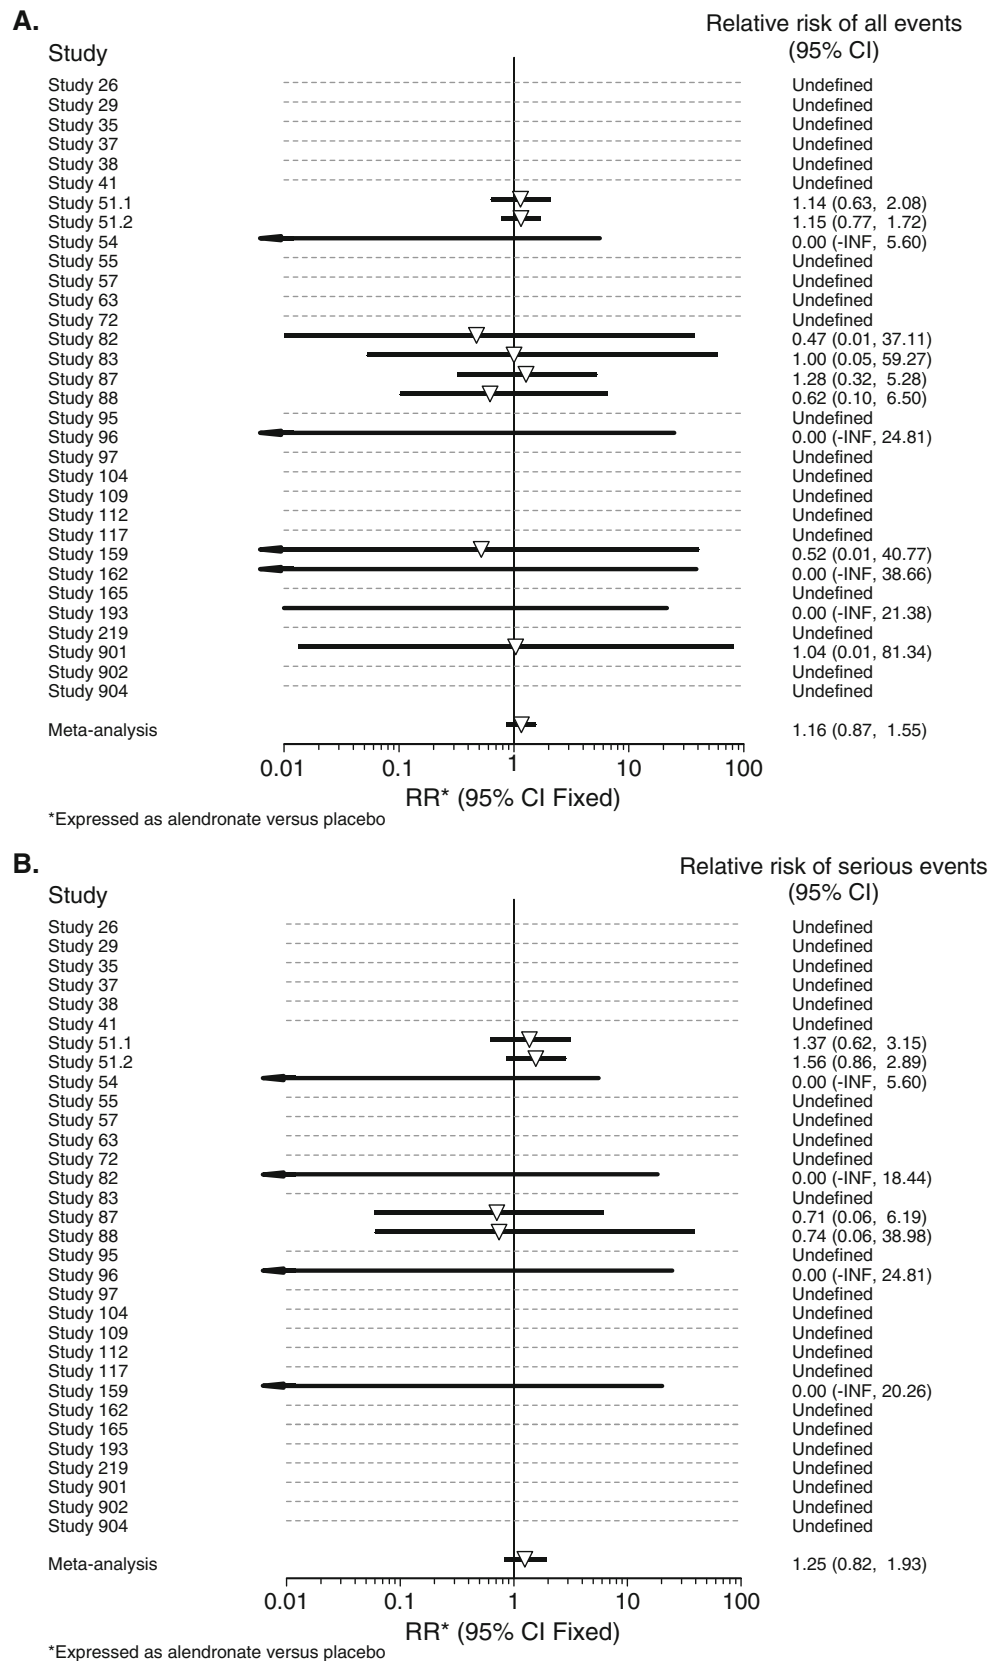 A.
Relative risk of all events
Study (95% CI)
Study 26 Undefined
Study 29 Undefined
Study 35 Undefined
Study 37 Undefined
Study 38 Undefined
Study 41 Undefined
Study 51.1 1.14 (0.63, 2.08)
Study 51.2 1.15 (0.77, 1.72)
Study 54 0.00 (-INF, 5.60)
Study 55 Undefined
Study 57 Undefined
Study 63 Undefined
Study 72 Undefined
Study 82 0.47 (0.01, 37.11)
Study 83 1.00 (0.05, 59.27)
Study 87 1.28 (0.32, 5.28)
Study 88 0.62 (0.10, 6.50)
Study 95 Undefined
Study 96 0.00 (-INF, 24.81)
Study 97 Undefined
Study 104 Undefined
Study 109 Undefined
Study 112 Undefined
Study 117 Undefined
Study 159 0.52 (0.01, 40.77)
Study 162 0.00 (-INF, 38.66)
Study 165 Undefined
Study 193 0.00 (-INF, 21.38)
Study 219 Undefined
Study 901 1.04 (0.01, 81.34)
Study 902 Undefined
Study 904 Undefined
Meta-analysis 1.16 (0.87, 1.55)
0.01 0.1 1 10 100
RR* (95% CI Fixed)
*Expressed as alendronate versus placebo
B.
Relative risk of serious events
Study (95% CI)
Study 26 Undefined
Study 29 Undefined
Study 35 Undefined
Study 37 Undefined
Study 38 Undefined
Study 41 Undefined
Study 51.1 1.37 (0.62, 3.15)
Study 51.2 1.56 (0.86, 2.89)
Study 54 0.00 (-INF, 5.60)
Study 55 Undefined
Study 57 Undefined
Study 63 Undefined
Study 72 Undefined
Study 82 0.00 (-INF, 18.44)
Study 83 Undefined
Study 87 0.71 (0.06, 6.19)
Study 88 0.74 (0.06, 38.98)
Study 95 Undefined
Study 96 0.00 (-INF, 24.81)
Study 97 Undefined
Study 104 Undefined
Study 109 Undefined
Study 112 Undefined
Study 117 Undefined
Study 159 0.00 (-INF, 20.26)
Study 162 Undefined
Study 165 Undefined
Study 193 Undefined
Study 219 Undefined
Study 901 Undefined
Study 902 Undefined
Study 904 Undefined
Meta-analysis 1.25 (0.82, 1.93)
0.01 0.1 1 10 100
RR* (95% CI Fixed)
*Expressed as alendronate versus placebo